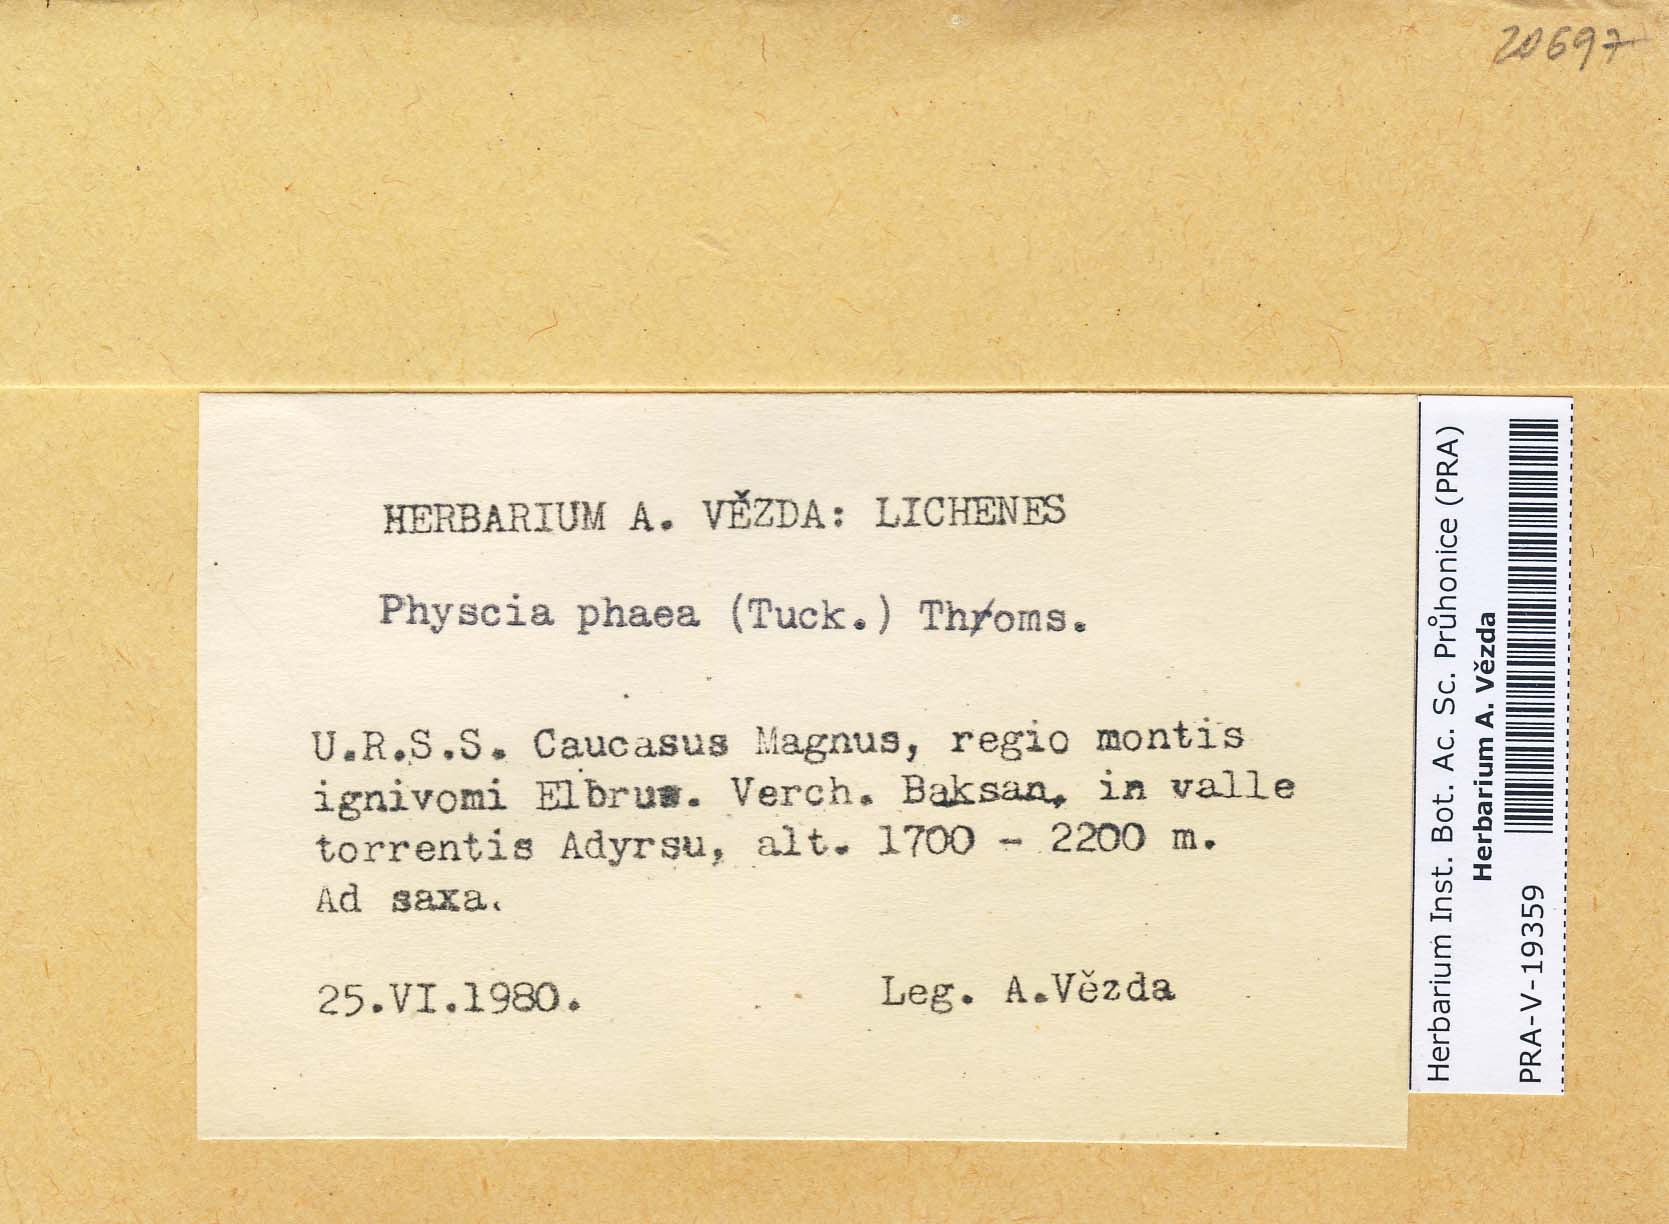 20697
HERBARIUM A. VĚZDA: LICHENES
Physcia phaea (Tuck.) Thoms.
U.R.S.S. Caucasus Magnus, regio montis
ignivomi Elbrus. Verch. Baksan, in valle
torrentis Adyrsu, alt. 1700 - 2200 m.
Ad saxa.
25.VI.1980. Leg. A.Vězda
Herbarium Inst. Bot. Ac. Sc. Průhonice (PRA)
Herbarium A. Vězda
PRA-V-19359